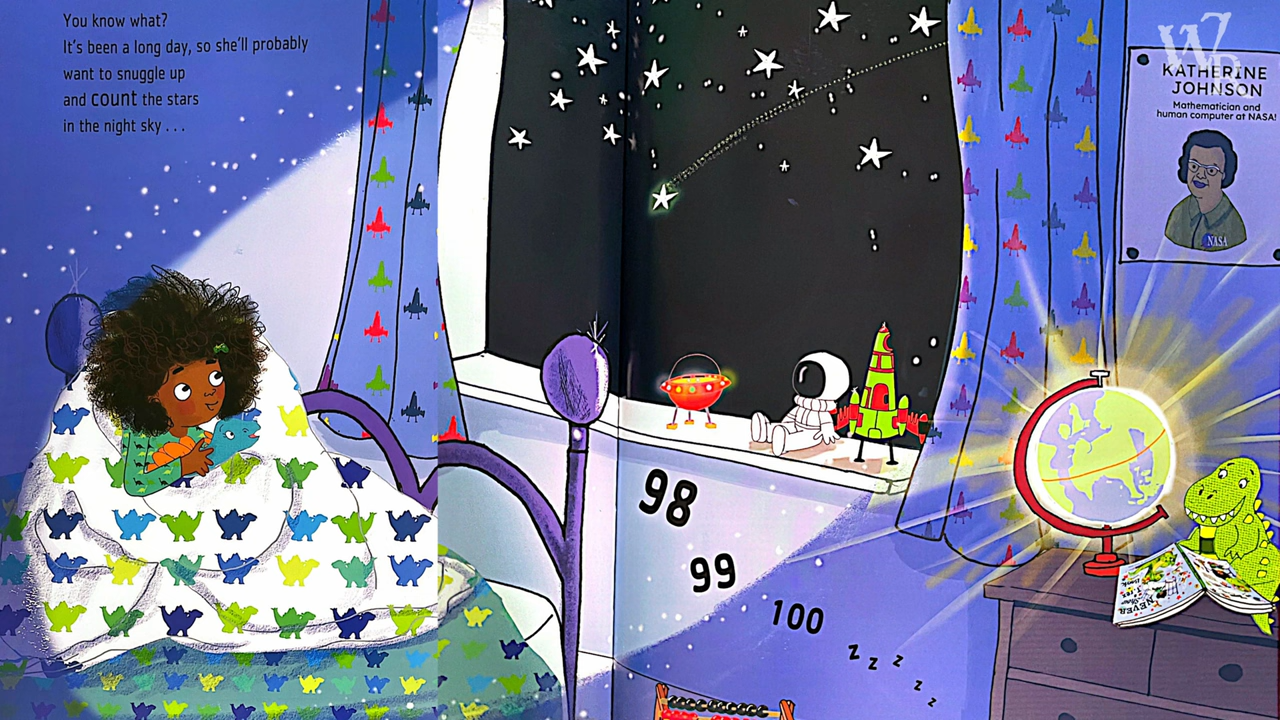 You know what?
It's been a long day, so she'll probably
want to snuggle up
and count the stars
in the night sky . . .
KATHERINE
JOHNSON
Mathematician and
human computer at NASA!
NASA
98
99
100
z z z z z
NEVER